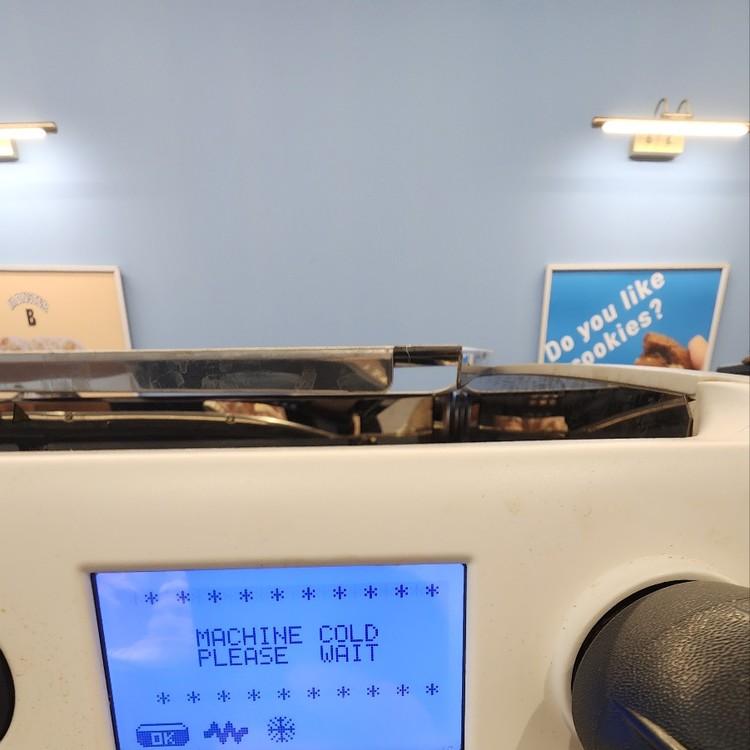 B
Do you like
cookies?
* * * * * * * * * *
MACHINE COLD
PLEASE WAIT
* * * * * * * * * *
OK